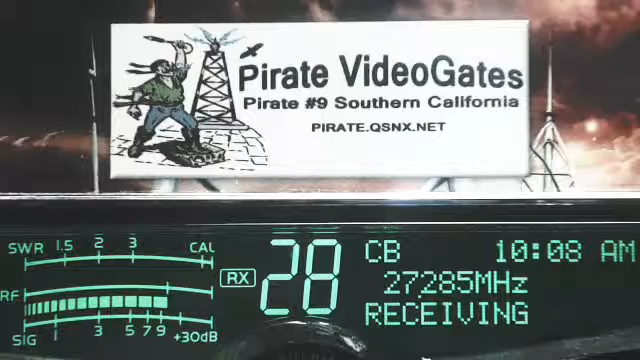 Pirate VideoGates
Pirate #9 Southern California
PIRATE.QSNX.NET
SWR 1.5 2 3 CAL
RX
28
CB
10:08 AM
27285MHz
RECEIVING
RF
SIG 1 3 5 7 9 +30dB